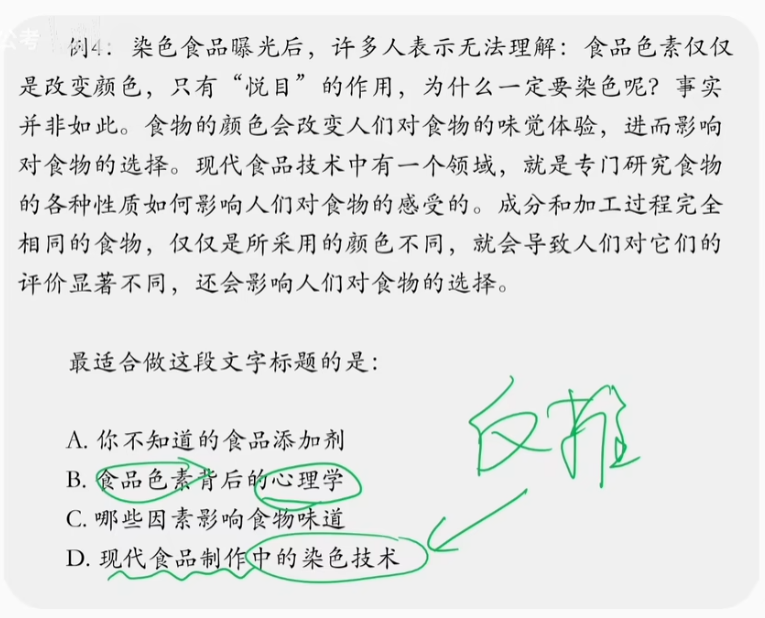 公考
例4：染色食品曝光后，许多人表示无法理解：食品色素仅仅
是改变颜色，只有“悦目”的作用，为什么一定要染色呢？事实
并非如此。食物的颜色会改变人们对食物的味觉体验，进而影响
对食物的选择。现代食品技术中有一个领域，就是专门研究食物
的各种性质如何影响人们对食物的感受的。成分和加工过程完全
相同的食物，仅仅是所采用的颜色不同，就会导致人们对它们的
评价显著不同，还会影响人们对食物的选择。
最适合做这段文字标题的是：
A. 你不知道的食品添加剂
B. 食品色素背后的心理学
C. 哪些因素影响食物味道
D. 现代食品制作中的染色技术
反推